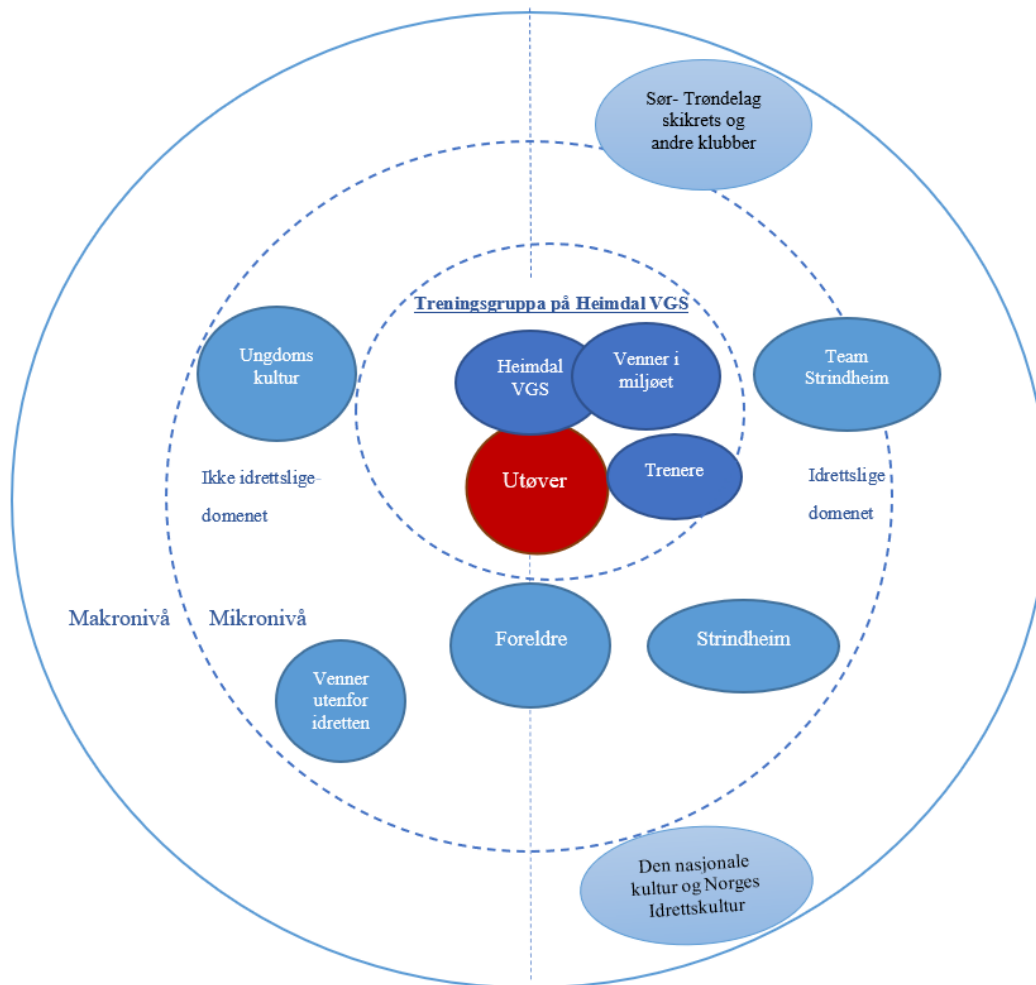 Sør- Trøndelag
skikrets og
andre klubber
Treningsgruppa på Heimdal VGS
Ungdoms
kultur
Heimdal
VGS
Venner i
miljøet
Team
Strindheim
Utøver
Trenere
Ikke idrettslige-
domenet
Idrettslige
domenet
Makronivå
Mikronivå
Foreldre
Strindheim
Venner
utenfor
idretten
Den nasjonale
kultur og Norges
Idrettskultur